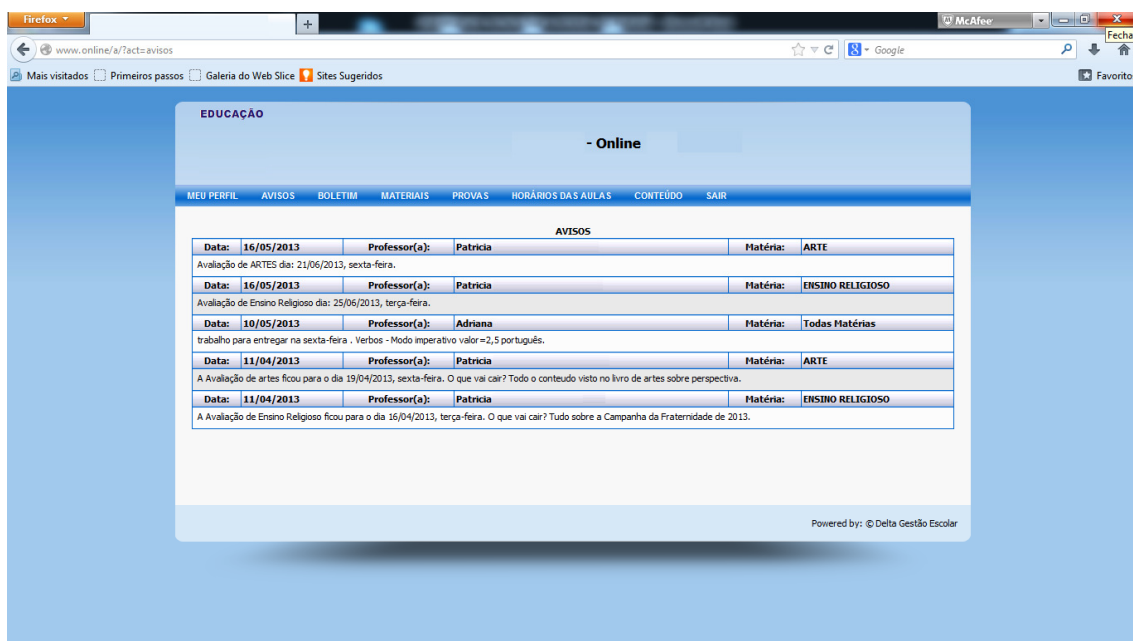 Firefox
McAfee
Fecha
www.online/a/?act=avisos
Google
Mais visitados Primeiros passos Galeria do Web Slice Sites Sugeridos
Favorito
EDUCAÇÃO
- Online
MEU PERFIL AVISOS BOLETIM MATERIAIS PROVAS HORÁRIOS DAS AULAS CONTEÚDO SAIR
AVISOS
Data: 16/05/2013 Professor(a): Patricia Matéria: ARTE
Avaliação de ARTES dia: 21/06/2013, sexta-feira.
Data: 16/05/2013 Professor(a): Patricia Matéria: ENSINO RELIGIOSO
Avaliação de Ensino Religioso dia: 25/06/2013, terça-feira.
Data: 10/05/2013 Professor(a): Adriana Matéria: Todas Matérias
trabalho para entregar na sexta-feira . Verbos - Modo imperativo valor=2,5 português.
Data: 11/04/2013 Professor(a): Patricia Matéria: ARTE
A Avaliação de artes ficou para o dia 19/04/2013, sexta-feira. O que vai cair? Todo o conteudo visto no livro de artes sobre perspectiva.
Data: 11/04/2013 Professor(a): Patricia Matéria: ENSINO RELIGIOSO
A Avaliação de Ensino Religioso ficou para o dia 16/04/2013, terça-feira. O que vai cair? Tudo sobre a Campanha da Fraternidade de 2013.
Powered by: © Delta Gestão Escolar